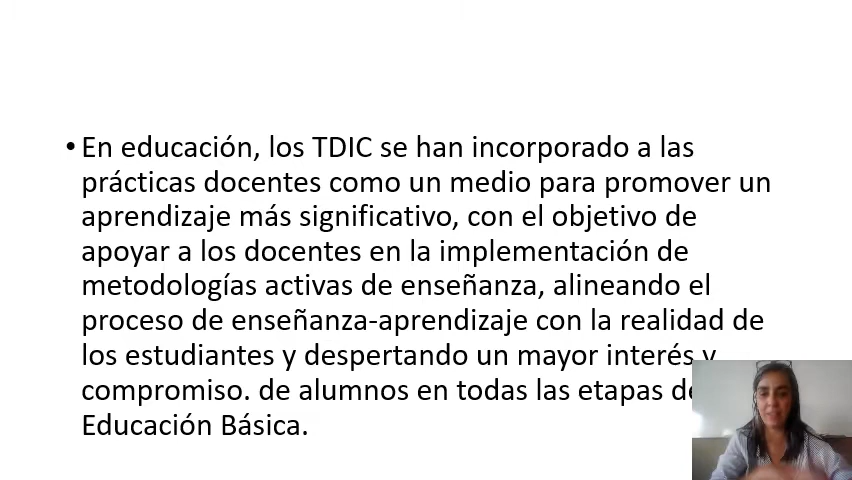 • En educación, los TDIC se han incorporado a las
prácticas docentes como un medio para promover un
aprendizaje más significativo, con el objetivo de
apoyar a los docentes en la implementación de
metodologías activas de enseñanza, alineando el
proceso de enseñanza-aprendizaje con la realidad de
los estudiantes y despertando un mayor interés y
compromiso. de alumnos en todas las etapas de
Educación Básica.